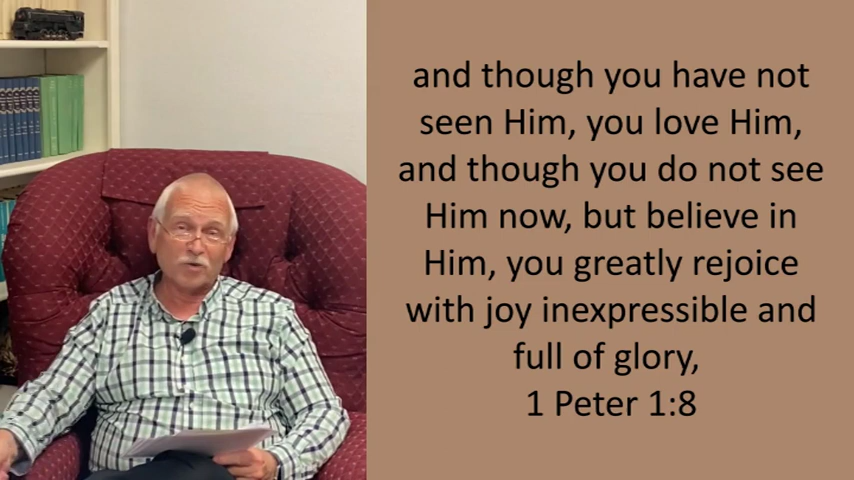 and though you have not
seen Him, you love Him,
and though you do not see
Him now, but believe in
Him, you greatly rejoice
with joy inexpressible and
full of glory,
1 Peter 1:8